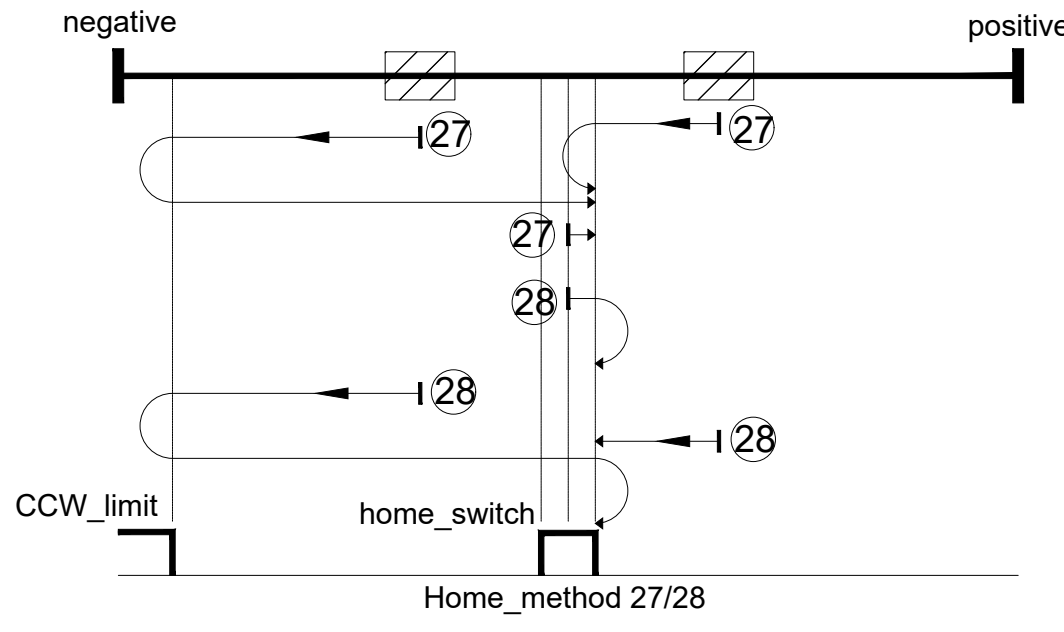 negative
positive
27
27
27
28
28
28
CCW_limit
home_switch
Home_method 27/28